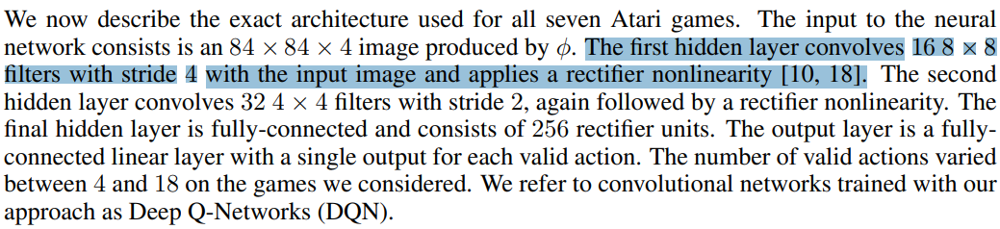 We now describe the exact architecture used for all seven Atari games. The input to the neural
network consists is an 84 × 84 × 4 image produced by ϕ. The first hidden layer convolves 16 8 × 8
filters with stride 4 with the input image and applies a rectifier nonlinearity [10, 18]. The second
hidden layer convolves 32 4 × 4 filters with stride 2, again followed by a rectifier nonlinearity. The
final hidden layer is fully-connected and consists of 256 rectifier units. The output layer is a fully-
connected linear layer with a single output for each valid action. The number of valid actions varied
between 4 and 18 on the games we considered. We refer to convolutional networks trained with our
approach as Deep Q-Networks (DQN).